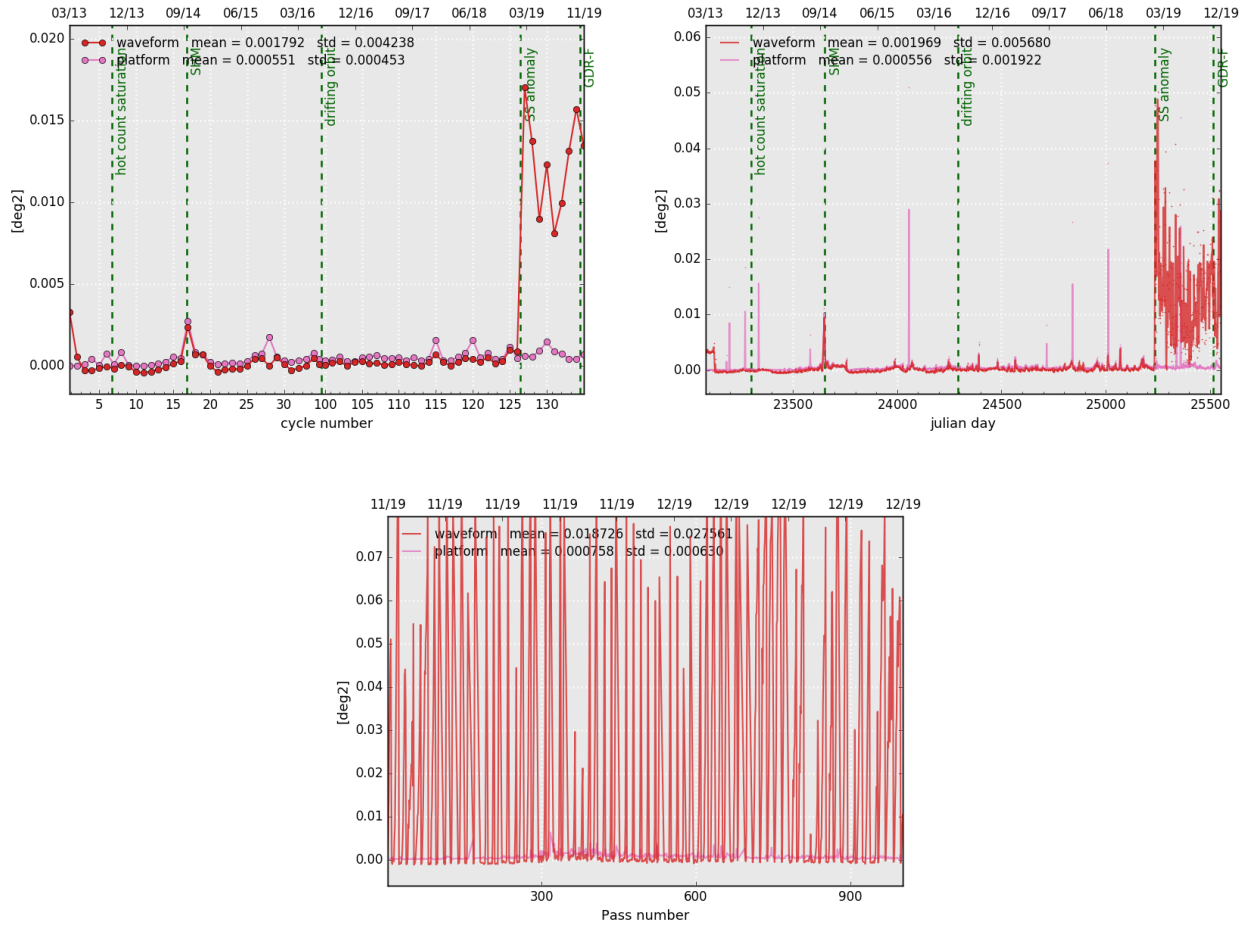 03/13 12/13 09/14 06/15 03/16 12/16 09/17 06/18 03/19 11/19
0.020
0.015
0.010
0.005
0.000
[deg2]
waveform mean = 0.001792 std = 0.004238
platform mean = 0.000551 std = 0.000453
hot count saturation
SHM
drifting orbit
SS anomaly
GDR-F
5 10 15 20 25 30 100 105 110 115 120 125 130
cycle number
03/13 12/13 09/14 06/15 03/16 12/16 09/17 06/18 03/19 12/19
0.06
0.05
0.04
0.03
0.02
0.01
0.00
[deg2]
waveform mean = 0.001969 std = 0.005680
platform mean = 0.000556 std = 0.001922
hot count saturation
SHM
drifting orbit
SS anomaly
GDR-F
23500 24000 24500 25000 25500
julian day
11/19 11/19 11/19 11/19 11/19 12/19 12/19 12/19 12/19 12/19
0.07
0.06
0.05
0.04
0.03
0.02
0.01
0.00
[deg2]
waveform mean = 0.018726 std = 0.027561
platform mean = 0.000758 std = 0.000630
300 600 900
Pass number